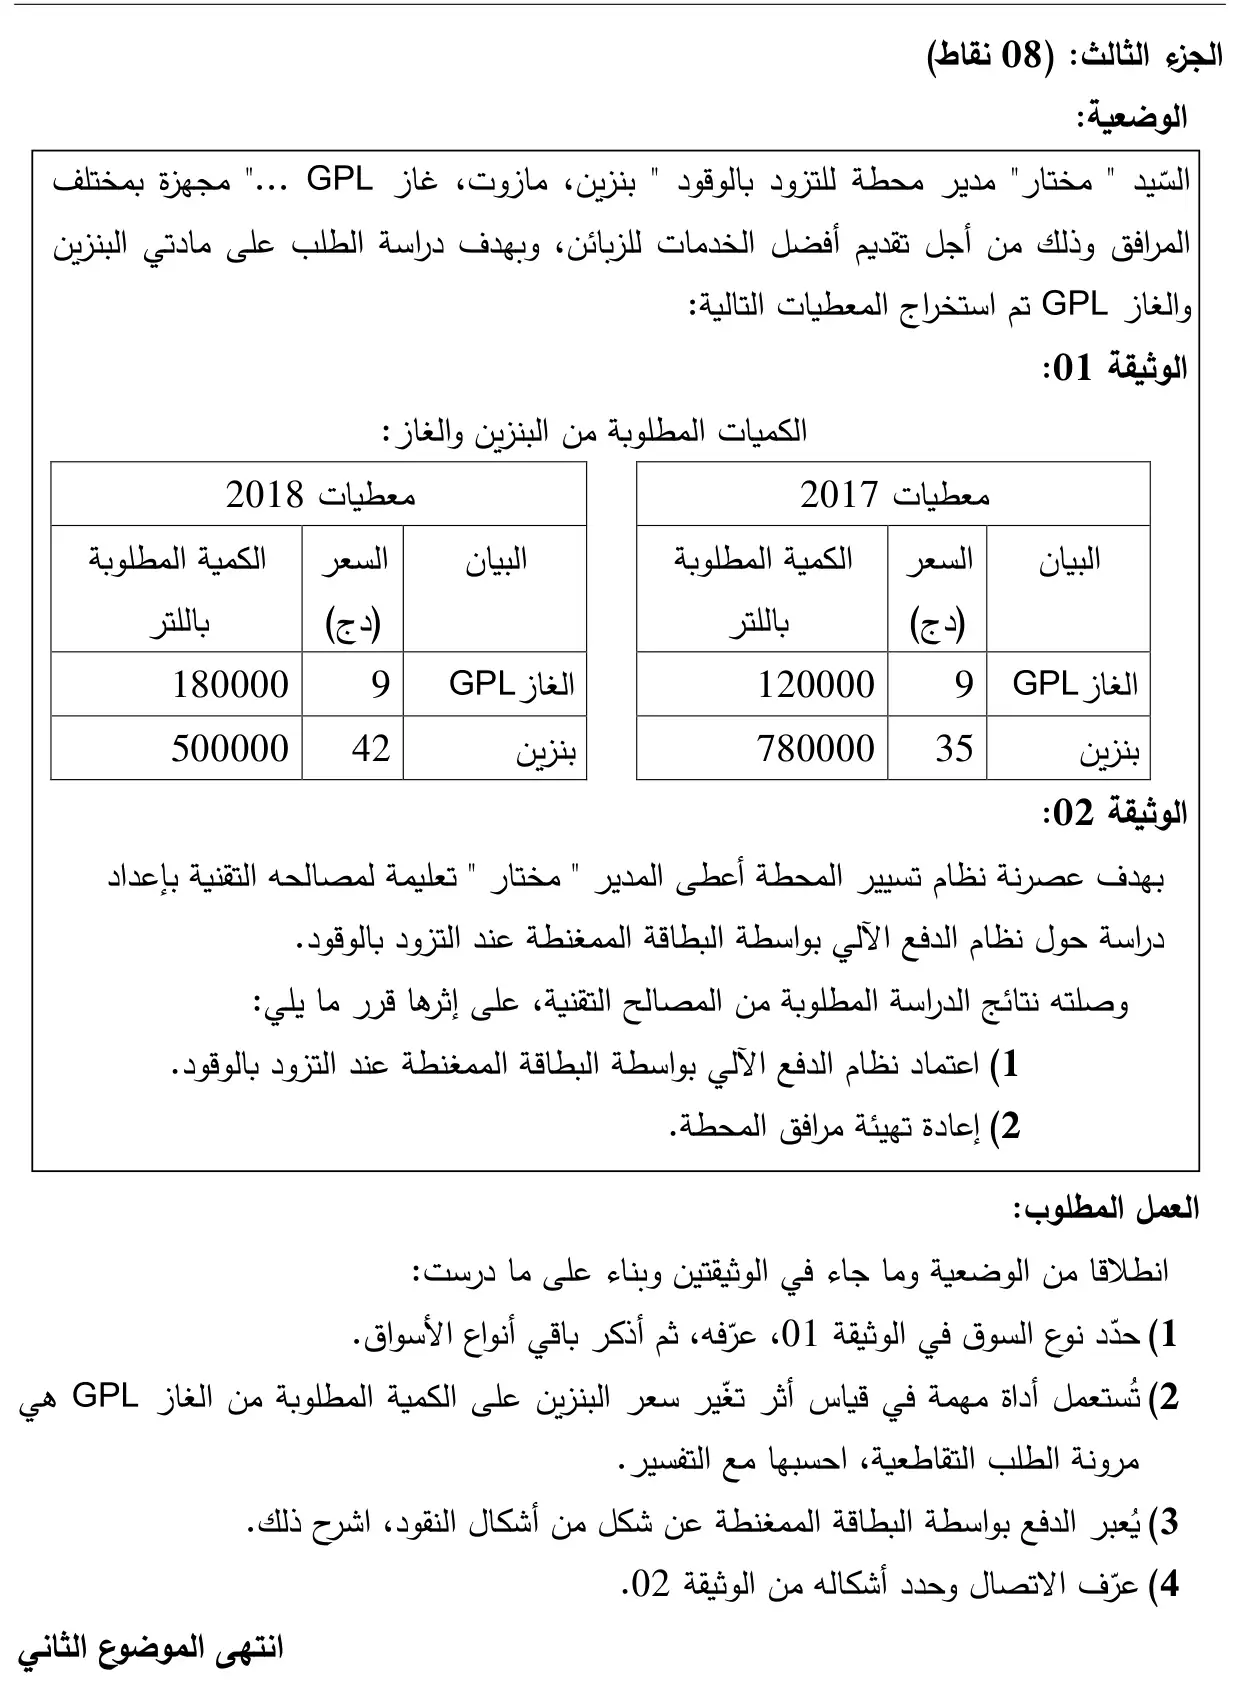 الجزء الثالث: (08 نقاط)
الوضعية:
السّيد " مختار" مدير محطة للتزود بالوقود " بنزين، مازوت، غاز GPL ..." مجهزة بمختلف
المرافق وذلك من أجل تقديم أفضل الخدمات للزبائن، وبهدف دراسة الطلب على مادتي البنزين
والغاز GPL تم استخراج المعطيات التالية:
الوثيقة 01:
الكميات المطلوبة من البنزين والغاز:
معطيات 2017
البيان السعر (دج) الكمية المطلوبة باللتر
الغاز GPL 9 120000
بنزين 35 780000
معطيات 2018
البيان السعر (دج) الكمية المطلوبة باللتر
الغاز GPL 9 180000
بنزين 42 500000
الوثيقة 02:
بهدف عصرنة نظام تسيير المحطة أعطى المدير " مختار " تعليمة لمصالحه التقنية بإعداد
دراسة حول نظام الدفع الآلي بواسطة البطاقة الممغنطة عند التزود بالوقود.
وصلته نتائج الدراسة المطلوبة من المصالح التقنية، على إثرها قرر ما يلي:
1) اعتماد نظام الدفع الآلي بواسطة البطاقة الممغنطة عند التزود بالوقود.
2) إعادة تهيئة مرافق المحطة.
العمل المطلوب:
انطلاقا من الوضعية وما جاء في الوثيقتين وبناء على ما درست:
1) حدّد نوع السوق في الوثيقة 01، عرّفه، ثم أذكر باقي أنواع الأسواق.
2) تُستعمل أداة مهمة في قياس أثر تغّير سعر البنزين على الكمية المطلوبة من الغاز GPL هي
مرونة الطلب التقاطعية، احسبها مع التفسير.
3) يُعبر الدفع بواسطة البطاقة الممغنطة عن شكل من أشكال النقود، اشرح ذلك.
4) عرّف الاتصال وحدد أشكاله من الوثيقة 02.
انتهى الموضوع الثاني